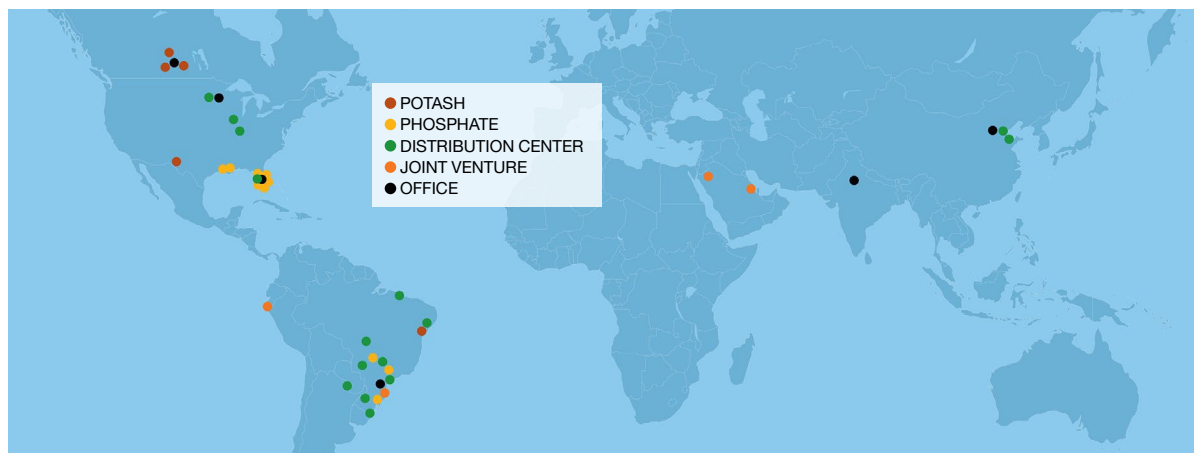 POTASH
PHOSPHATE
DISTRIBUTION CENTER
JOINT VENTURE
OFFICE